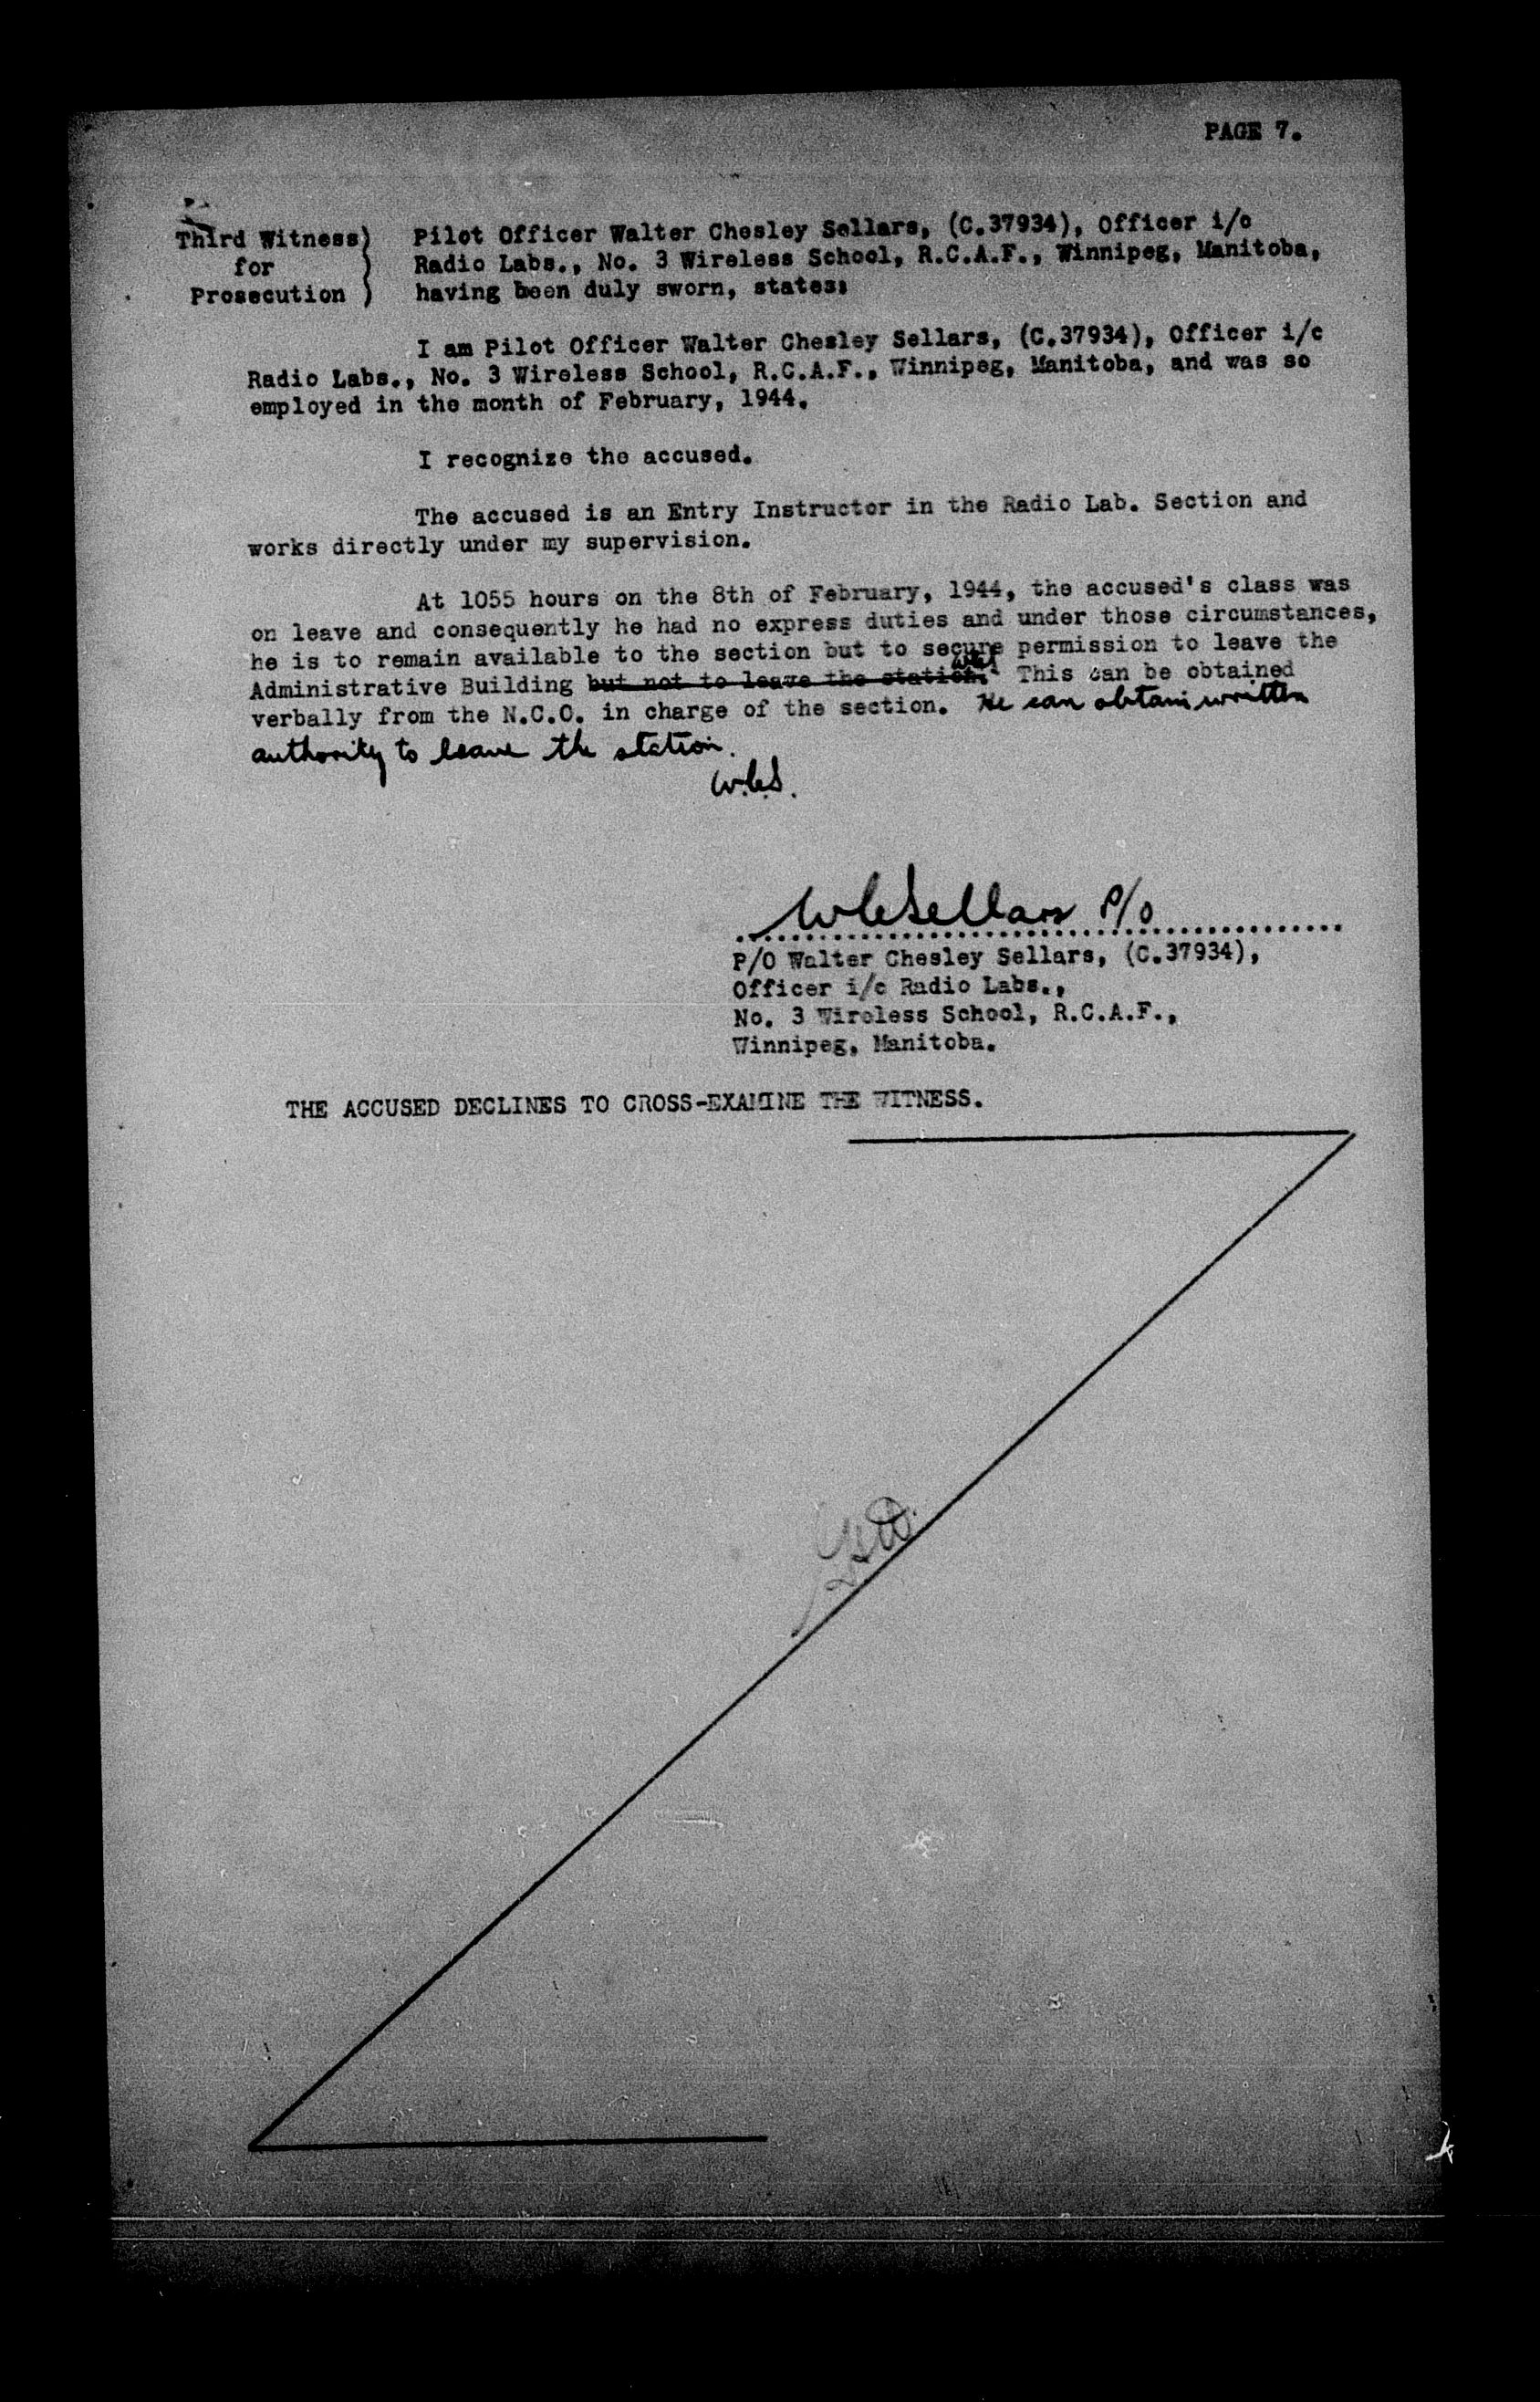 PAGE 7.
Third Witness) Pilot Officer Walter Chesley Sellars, (C.37934), Officer i/c
for ) Radio Labs., No. 3 Wireless School, R.C.A.F., Winnipeg, Manitoba,
Prosecution ) having been duly sworn, states:
I am Pilot Officer Walter Chesley Sellars, (C.37934), Officer i/c
Radio Labs., No. 3 Wireless School, R.C.A.F., Winnipeg, Manitoba, and was so
employed in the month of February, 1944.
I recognize the accused.
The accused is an Entry Instructor in the Radio Lab. Section and
works directly under my supervision.
At 1055 hours on the 8th of February, 1944, the accused's class was
on leave and consequently he had no express duties and under those circumstances,
he is to remain available to the section but to secure permission to leave the
WCS
Administrative Building but not to leave the station. This can be obtained
verbally from the N.C.O. in charge of the section. He can obtain written
authority to leave the station.
W.C.S.
WCSellars P/O
P/O Walter Chesley Sellars, (C.37934),
Officer i/c Radio Labs.,
No. 3 Wireless School, R.C.A.F.,
Winnipeg, Manitoba.
THE ACCUSED DECLINES TO CROSS-EXAMINE THE WITNESS.